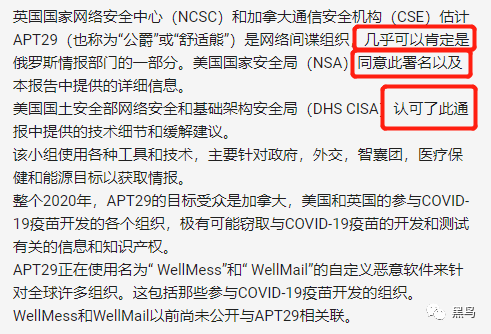 英国国家网络安全中心（NCSC）和加拿大通信安全机构（CSE）估计
APT29（也称为“公爵”或“舒适熊”）是网络间谍组织，几乎可以肯定是
俄罗斯情报部门的一部分。美国国家安全局（NSA）同意此署名以及
本报告中提供的详细信息。
美国国土安全部网络安全和基础架构安全局（DHS CISA）认可了此通
报中提供的技术细节和缓解建议。
该小组使用各种工具和技术，主要针对政府，外交，智囊团，医疗保
健和能源目标以获取情报。
整个2020年，APT29的目标受众是加拿大，美国和英国的参与COVID-
19疫苗开发的各个组织，极有可能窃取与COVID-19疫苗的开发和测试
有关的信息和知识产权。
APT29正在使用名为“ WellMess”和“ WellMail”的自定义恶意软件来针
对全球许多组织。这包括那些参与COVID-19疫苗开发的组织。
WellMess和WellMail以前尚未公开与APT29相关联。
黑鸟